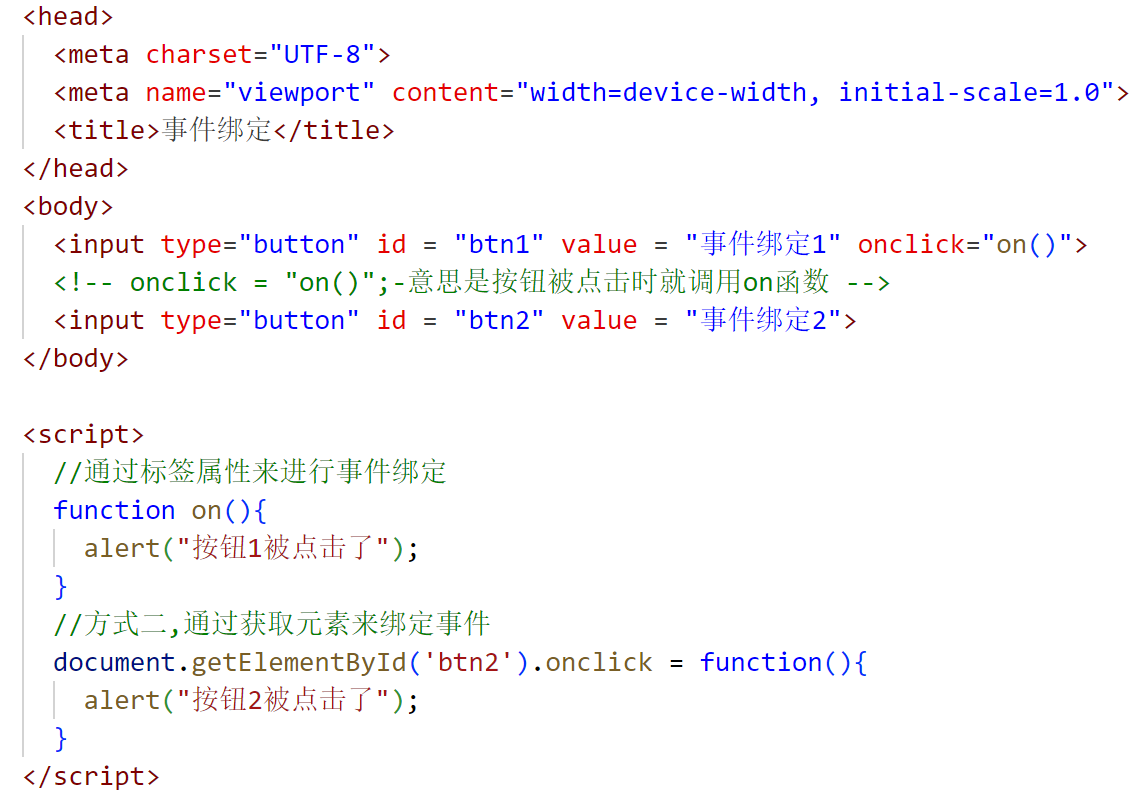 <head>
<meta charset="UTF-8">
<meta name="viewport" content="width=device-width, initial-scale=1.0">
<title>事件绑定</title>
</head>
<body>
<input type="button" id = "btn1" value = "事件绑定1" onclick="on()">
<!-- onclick = "on()";-意思是按钮被点击时就调用on函数 -->
<input type="button" id = "btn2" value = "事件绑定2">
</body>
<script>
//通过标签属性来进行事件绑定
function on(){
alert("按钮1被点击了");
}
//方式二,通过获取元素来绑定事件
document.getElementById('btn2').onclick = function(){
alert("按钮2被点击了");
}
</script>